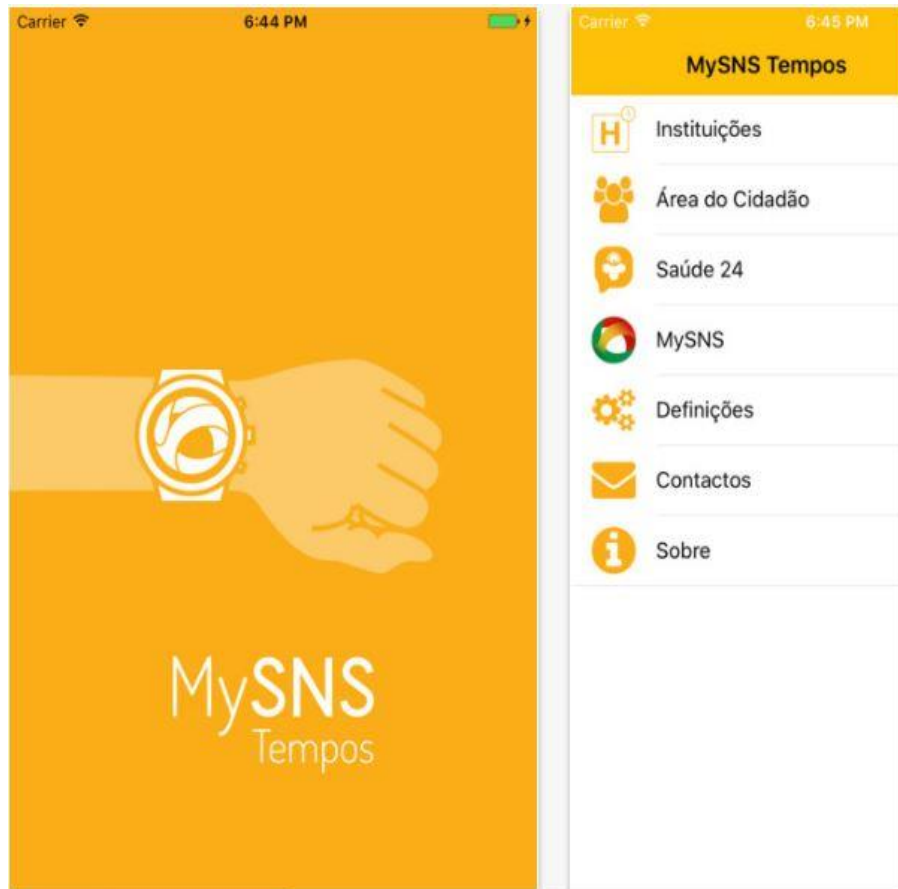 Carrier 6:44 PM
MySNS
Tempos
Carrier 6:45 PM
MySNS Tempos
H
Instituições
Área do Cidadão
Saúde 24
MySNS
Definições
Contactos
Sobre